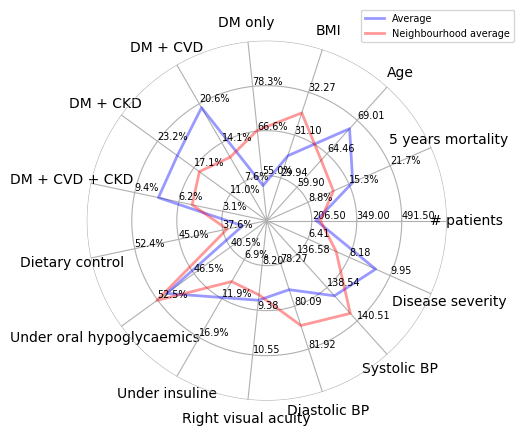 Average
Neighbourhood average
DM only
BMI
DM + CVD
Age
DM + CKD
5 years mortality
DM + CVD + CKD
# patients
Dietary control
Disease severity
Under oral hypoglycaemics
Systolic BP
Under insuline
Diastolic BP
Right visual acuity
206.50 349.00 491.50
8.8% 15.3% 21.7%
59.90 64.46 69.01
29.94 31.10 32.27
55.0% 66.6% 78.3%
7.6% 14.1% 20.6%
11.0% 17.1% 23.2%
3.1% 6.2% 9.4%
37.6% 45.0% 52.4%
40.5% 46.5% 52.5%
6.9% 11.9% 16.9%
8.20 9.38 10.55
78.27 80.09 81.92
136.58 138.54 140.51
6.41 8.18 9.95